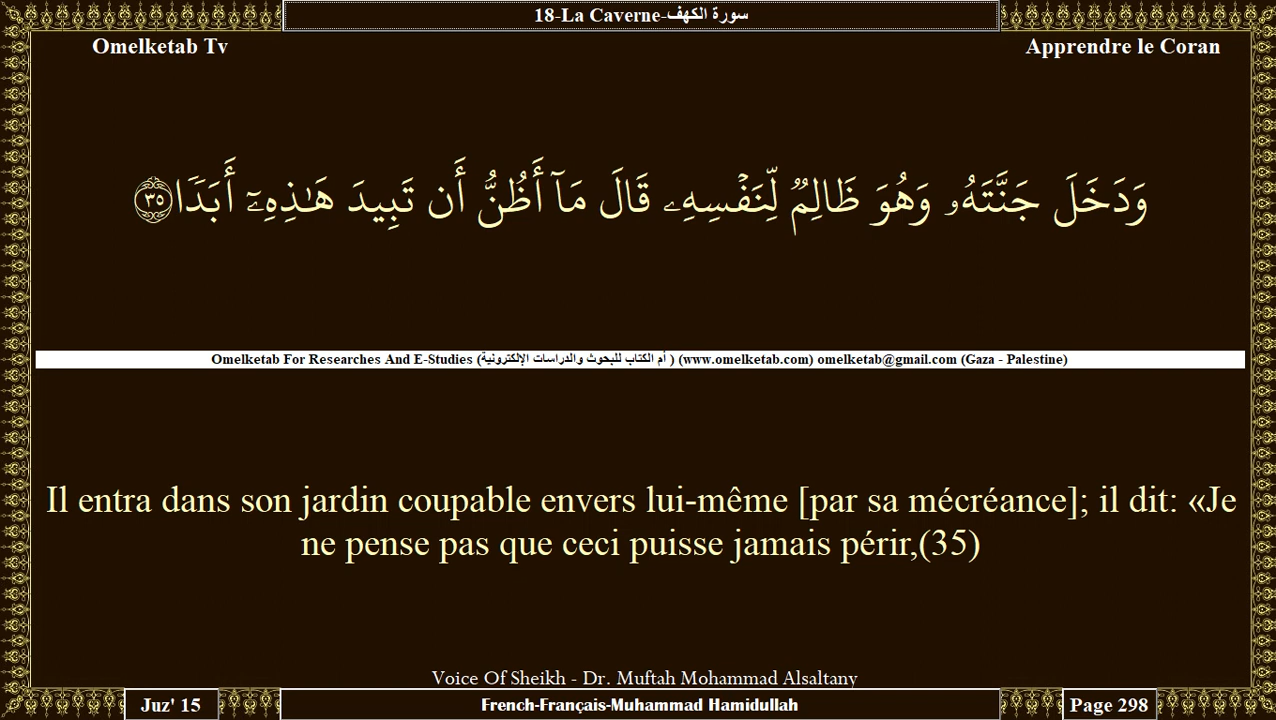 18-La Caverne-سورة الكهف
Omelketab Tv
Apprendre le Coran
وَدَخَلَ جَنَّتَهُۥ وَهُوَ ظَالِمٌ لِّنَفْسِهِۦ قَالَ مَآ أَظُنُّ أَن تَبِيدَ هَـٰذِهِۦٓ أَبَدًا ٣٥
Omelketab For Researches And E-Studies (أم الكتاب للبحوث والدراسات الإلكترونية ) (www.omelketab.com) omelketab@gmail.com (Gaza - Palestine)
Il entra dans son jardin coupable envers lui-même [par sa mécréance]; il dit: «Je
ne pense pas que ceci puisse jamais périr,(35)
Voice Of Sheikh - Dr. Muftah Mohammad Alsaltany
Juz' 15
French-Français-Muhammad Hamidullah
Page 298